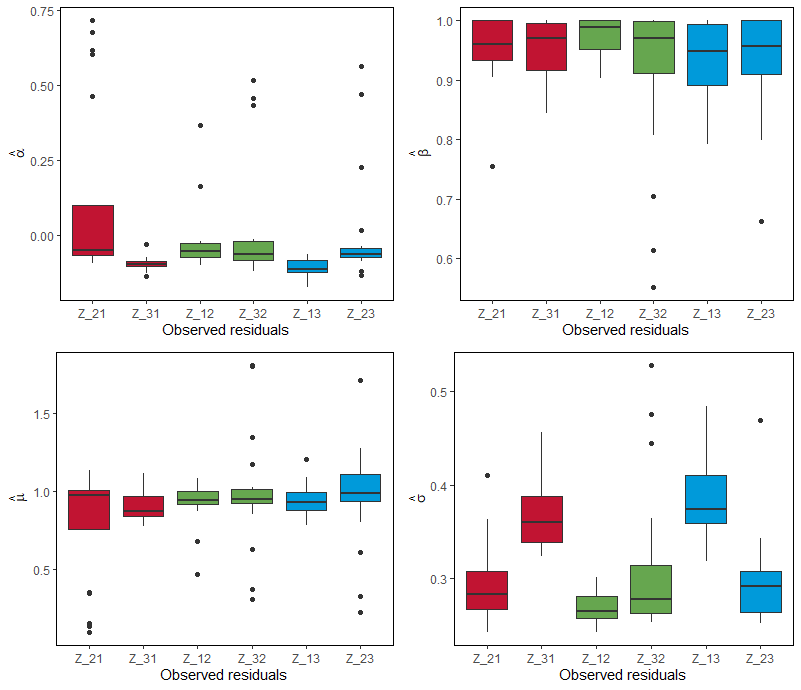 0.75
0.50
0.25
0.00
α̂
Z_21 Z_31 Z_12 Z_32 Z_13 Z_23
Observed residuals
1.0
0.9
0.8
0.7
0.6
β̂
Z_21 Z_31 Z_12 Z_32 Z_13 Z_23
Observed residuals
1.5
1.0
0.5
μ̂
Z_21 Z_31 Z_12 Z_32 Z_13 Z_23
Observed residuals
0.5
0.4
0.3
σ̂
Z_21 Z_31 Z_12 Z_32 Z_13 Z_23
Observed residuals